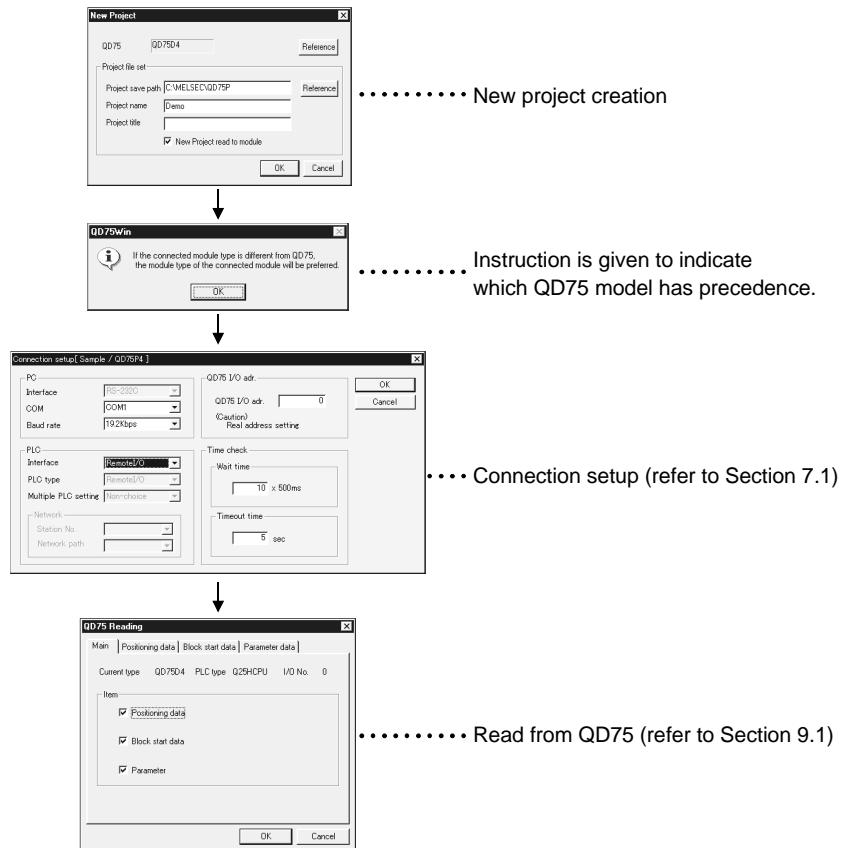 New Project
QD75 QD75D4 Reference
Project file set
Project save path C:\MELSEC\QD75P Reference
Project name Demo
Project title
New Project read to module
OK Cancel
New project creation
QD75Win
If the connected module type is different from QD75,
the module type of the connected module will be preferred.
OK
Instruction is given to indicate
which QD75 model has precedence.
Connection setup[ Sample / QD75P4 ]
PC
Interface RS-232C
COM COM1
Baud rate 19.2Kbps
QD75 I/O adr.
QD75 I/O adr. 0
(Caution)
Real address setting
OK
Cancel
PLC
Interface RemoteI/O
PLC type RemoteI/O
Multiple PLC setting Non-choice
Network
Station No.
Network path
Time check
Wait time
10 x 500ms
Timeout time
5 sec
Connection setup (refer to Section 7.1)
QD75 Reading
Main Positioning data Block start data Parameter data
Current type QD75D4 PLC type Q25HCPU I/O No. 0
Item
Positioning data
Block start data
Parameter
OK Cancel
Read from QD75 (refer to Section 9.1)